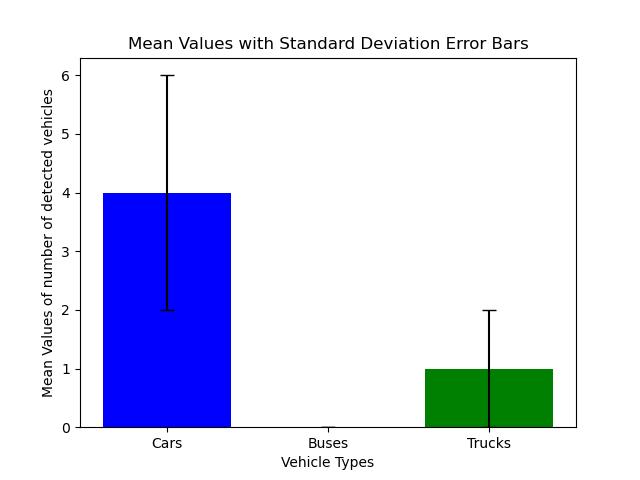 Mean Values with Standard Deviation Error Bars
Mean Values of number of detected vehicles
6
5
4
3
2
1
0
Cars Buses Trucks
Vehicle Types